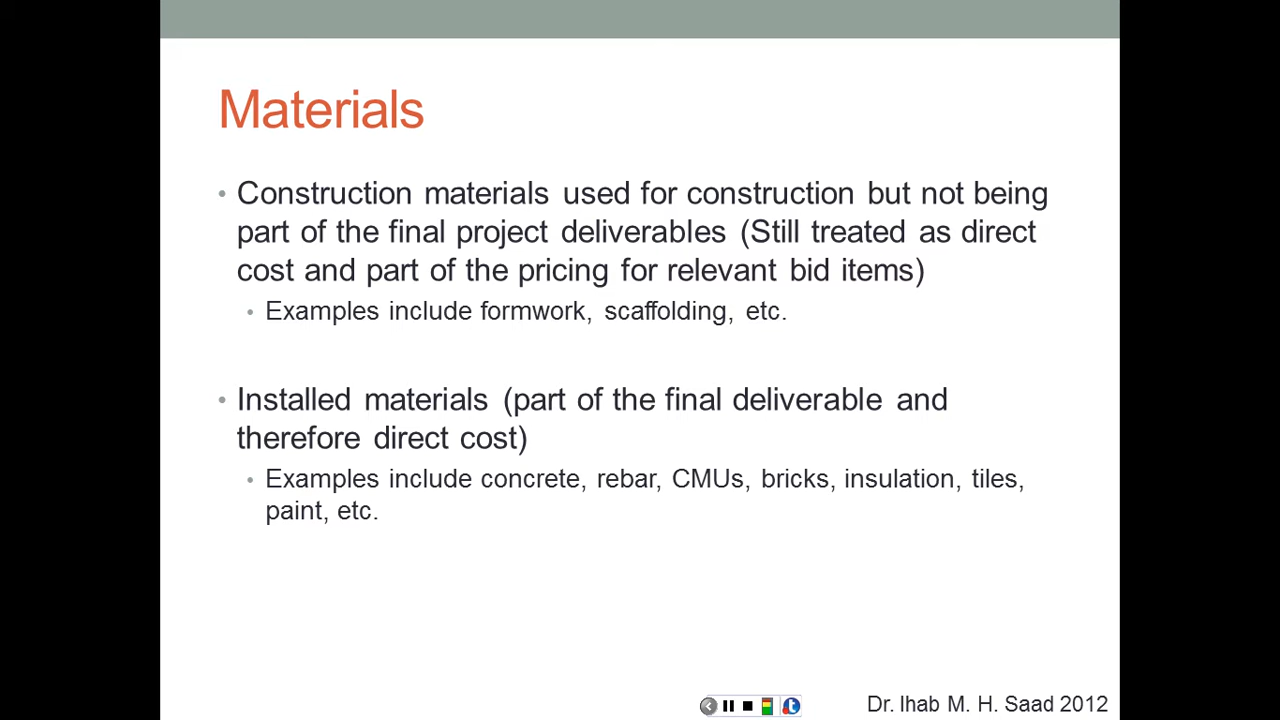 Materials
• Construction materials used for construction but not being
part of the final project deliverables (Still treated as direct
cost and part of the pricing for relevant bid items)
• Examples include formwork, scaffolding, etc.
• Installed materials (part of the final deliverable and
therefore direct cost)
• Examples include concrete, rebar, CMUs, bricks, insulation, tiles,
paint, etc.
Dr. Ihab M. H. Saad 2012